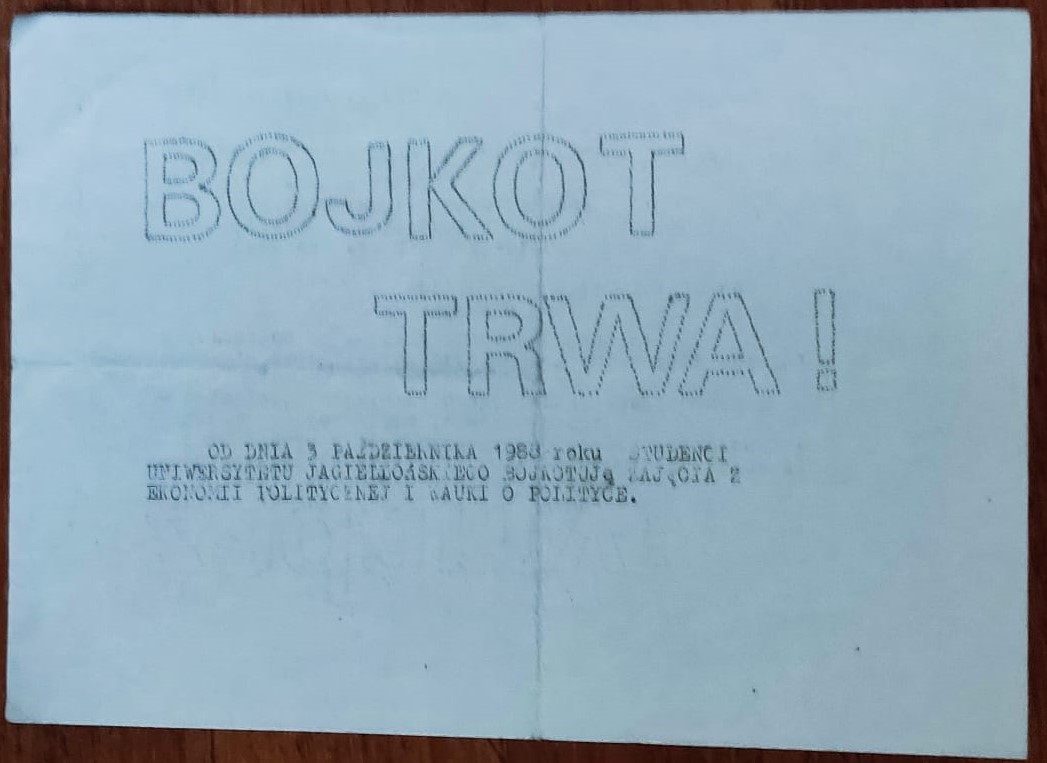 BOJKOT
TRWA!
OD DNIA 3 PAŹDZIERNIKA 1988 roku STUDENCI
UNIWERSYTETU JAGIELLOŃSKIEGO BOJKOTUJą ZAJęCIA Z
EKONOMII POLITYCZNEJ I NAUKI O POLITYCE.